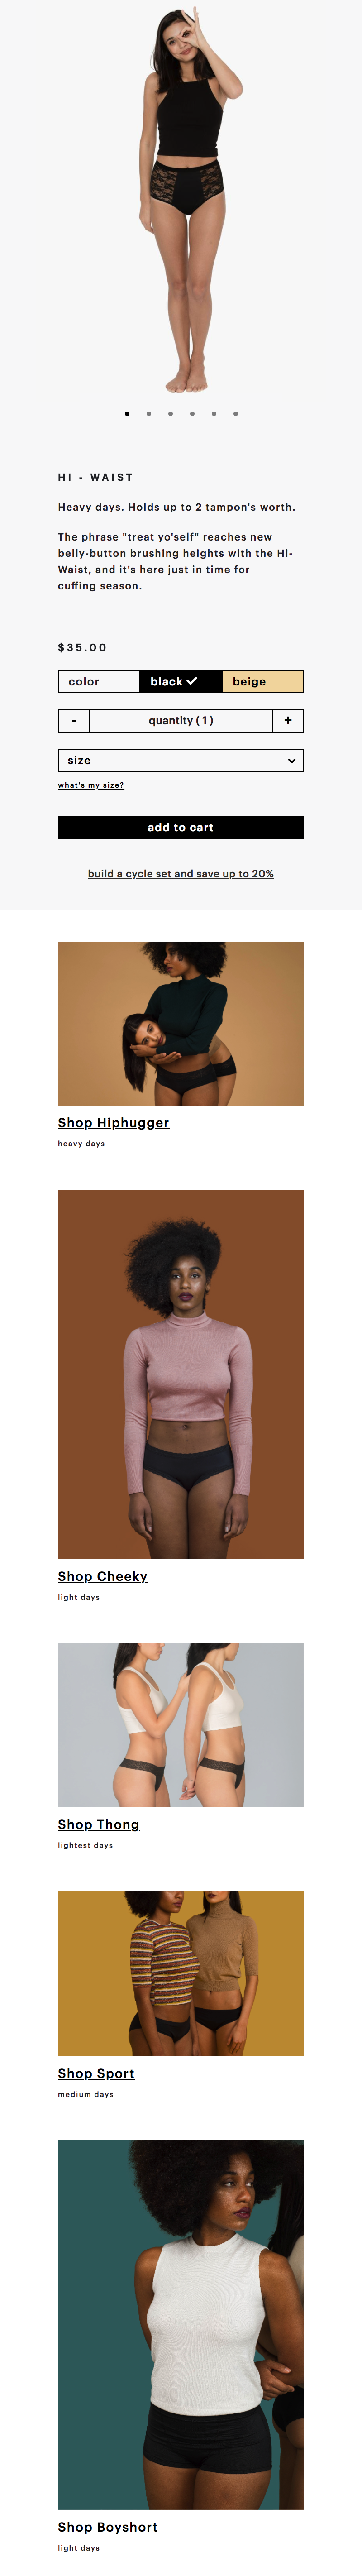 HI - WAIST
Heavy days. Holds up to 2 tampon's worth.
The phrase "treat yo'self" reaches new
belly-button brushing heights with the Hi-
Waist, and it's here just in time for
cuffing season.
$35.00
color black beige
- quantity ( 1 ) +
size
what's my size?
add to cart
build a cycle set and save up to 20%
Shop Hiphugger
heavy days
Shop Cheeky
light days
Shop Thong
lightest days
Shop Sport
medium days
Shop Boyshort
light days